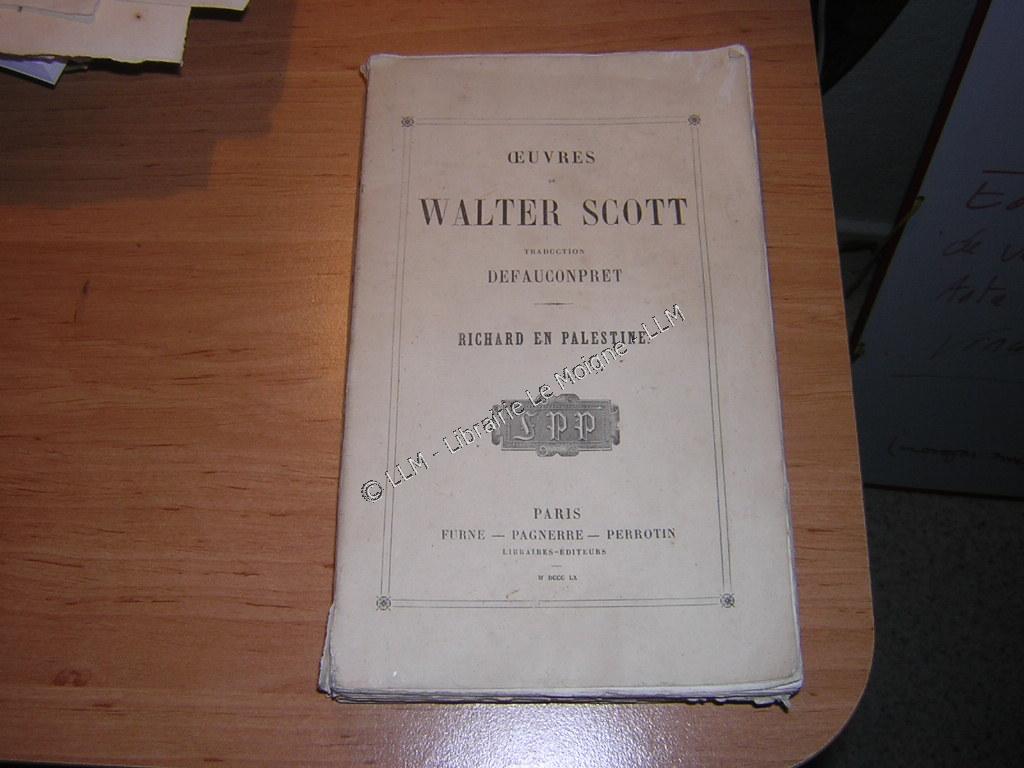 ŒUVRES
DE
WALTER SCOTT
TRADUCTION
DEFAUCONPRET
RICHARD EN PALESTINE.
© LLM - Librairie Le Moigne - LLM
PARIS
FURNE — PAGNERRE — PERROTIN
LIBRAIRES-ÉDITEURS
M DCCC LX